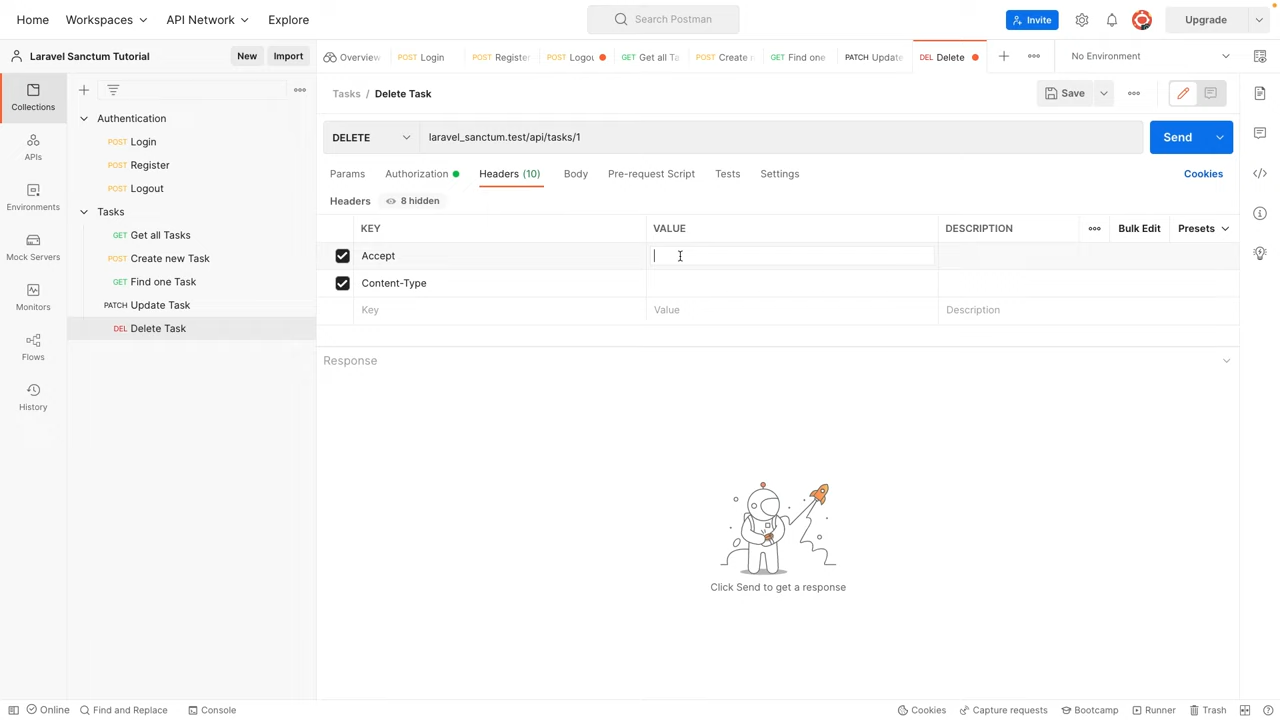 Home Workspaces API Network Explore Search Postman Invite Upgrade
Laravel Sanctum Tutorial New Import Overview POST Login POST Register POST Logou GET Get all Ta POST Create n GET Find one PATCH Update DEL Delete No Environment
Collections
APIs
Environments
Mock Servers
Monitors
Flows
History
Authentication
POST Login
POST Register
POST Logout
Tasks
GET Get all Tasks
POST Create new Task
GET Find one Task
PATCH Update Task
DEL Delete Task
Tasks / Delete Task Save
DELETE laravel_sanctum.test/api/tasks/1 Send
Params Authorization Headers (10) Body Pre-request Script Tests Settings Cookies
Headers 8 hidden
KEY VALUE DESCRIPTION Bulk Edit Presets
Accept
Content-Type
Key Value Description
Response
Click Send to get a response
Online Find and Replace Console Cookies Capture requests Bootcamp Runner Trash